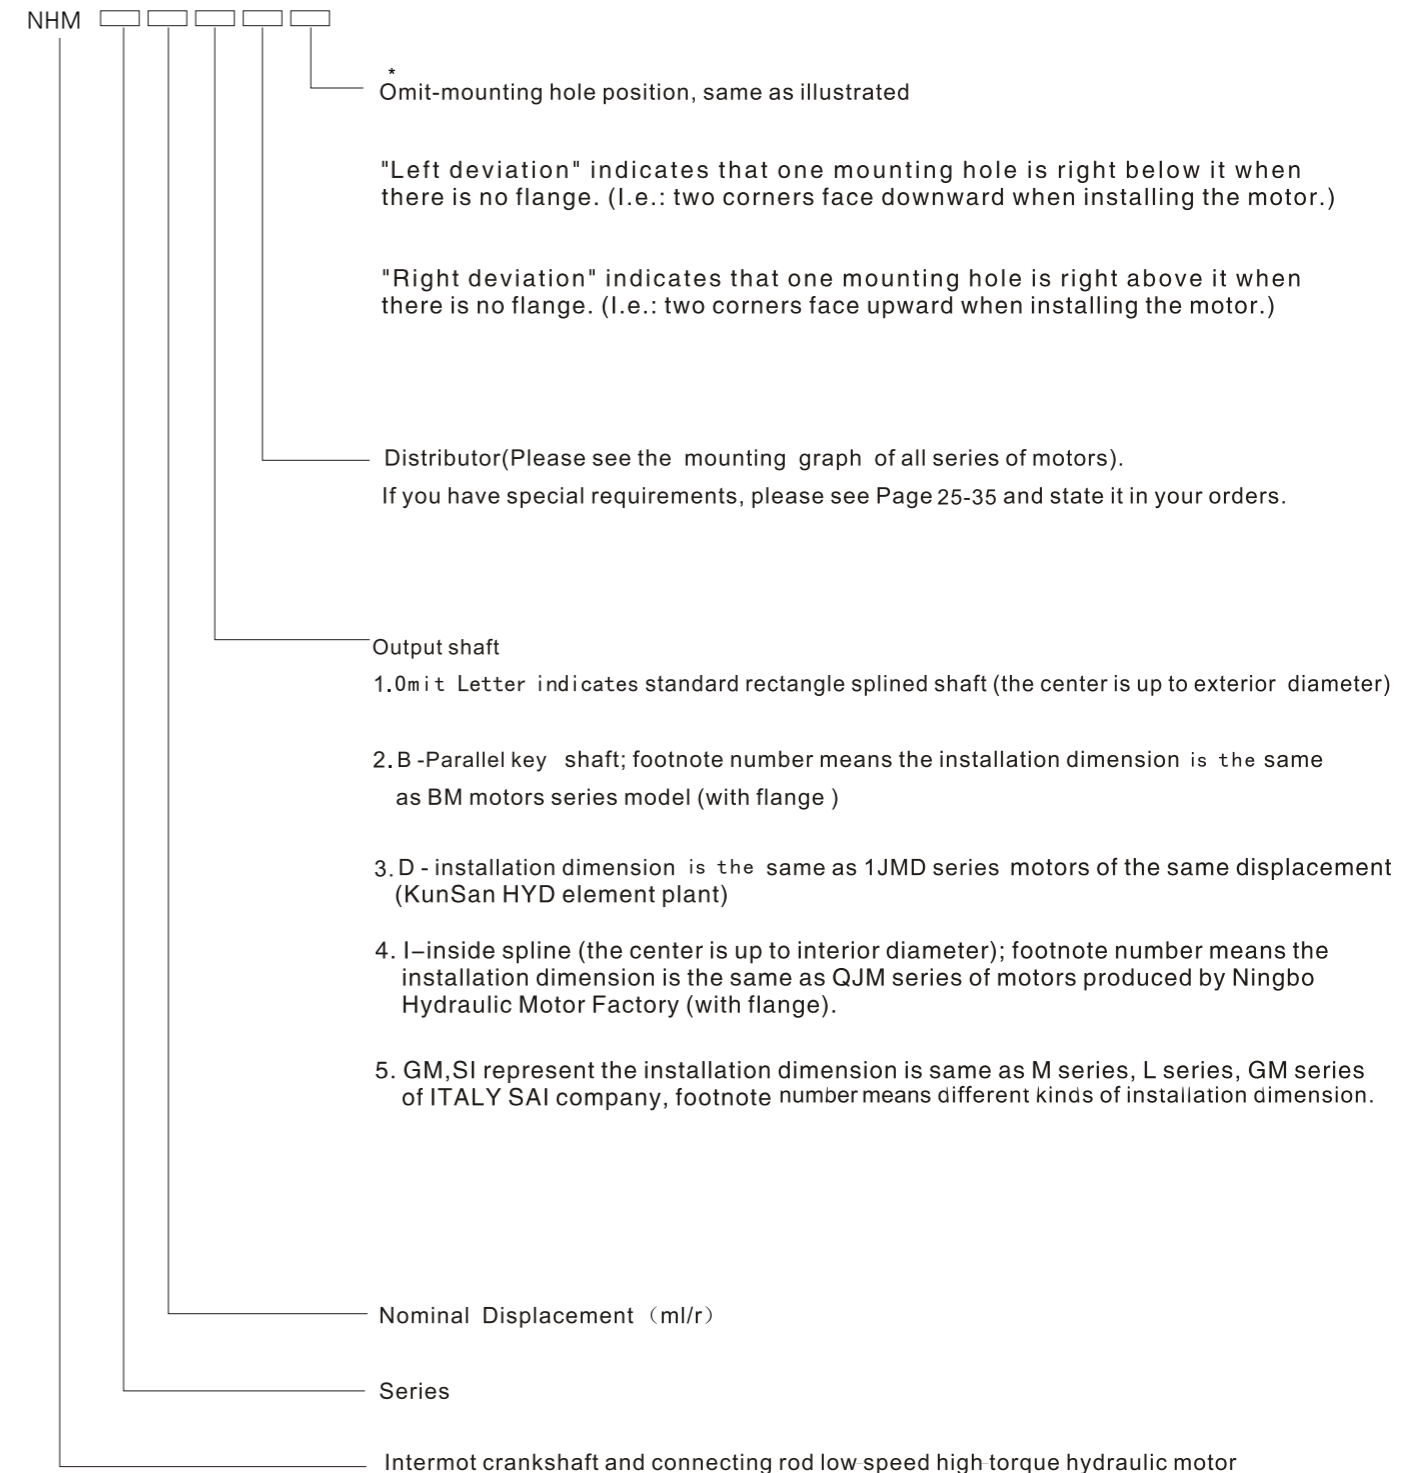 NHM
*
Omit-mounting hole position, same as illustrated
"Left deviation" indicates that one mounting hole is right below it when
there is no flange. (I.e.: two corners face downward when installing the motor.)
"Right deviation" indicates that one mounting hole is right above it when
there is no flange. (I.e.: two corners face upward when installing the motor.)
Distributor(Please see the mounting graph of all series of motors).
If you have special requirements, please see Page 25-35 and state it in your orders.
Output shaft
1.Omit Letter indicates standard rectangle splined shaft (the center is up to exterior diameter)
2.B -Parallel key shaft; footnote number means the installation dimension is the same
as BM motors series model (with flange )
3.D - installation dimension is the same as 1JMD series motors of the same displacement
(KunSan HYD element plant)
4. I–inside spline (the center is up to interior diameter); footnote number means the
installation dimension is the same as QJM series of motors produced by Ningbo
Hydraulic Motor Factory (with flange).
5. GM,SI represent the installation dimension is same as M series, L series, GM series
of ITALY SAI company, footnote number means different kinds of installation dimension.
Nominal Displacement （ml/r）
Series
Intermot crankshaft and connecting rod low-speed high-torque hydraulic motor